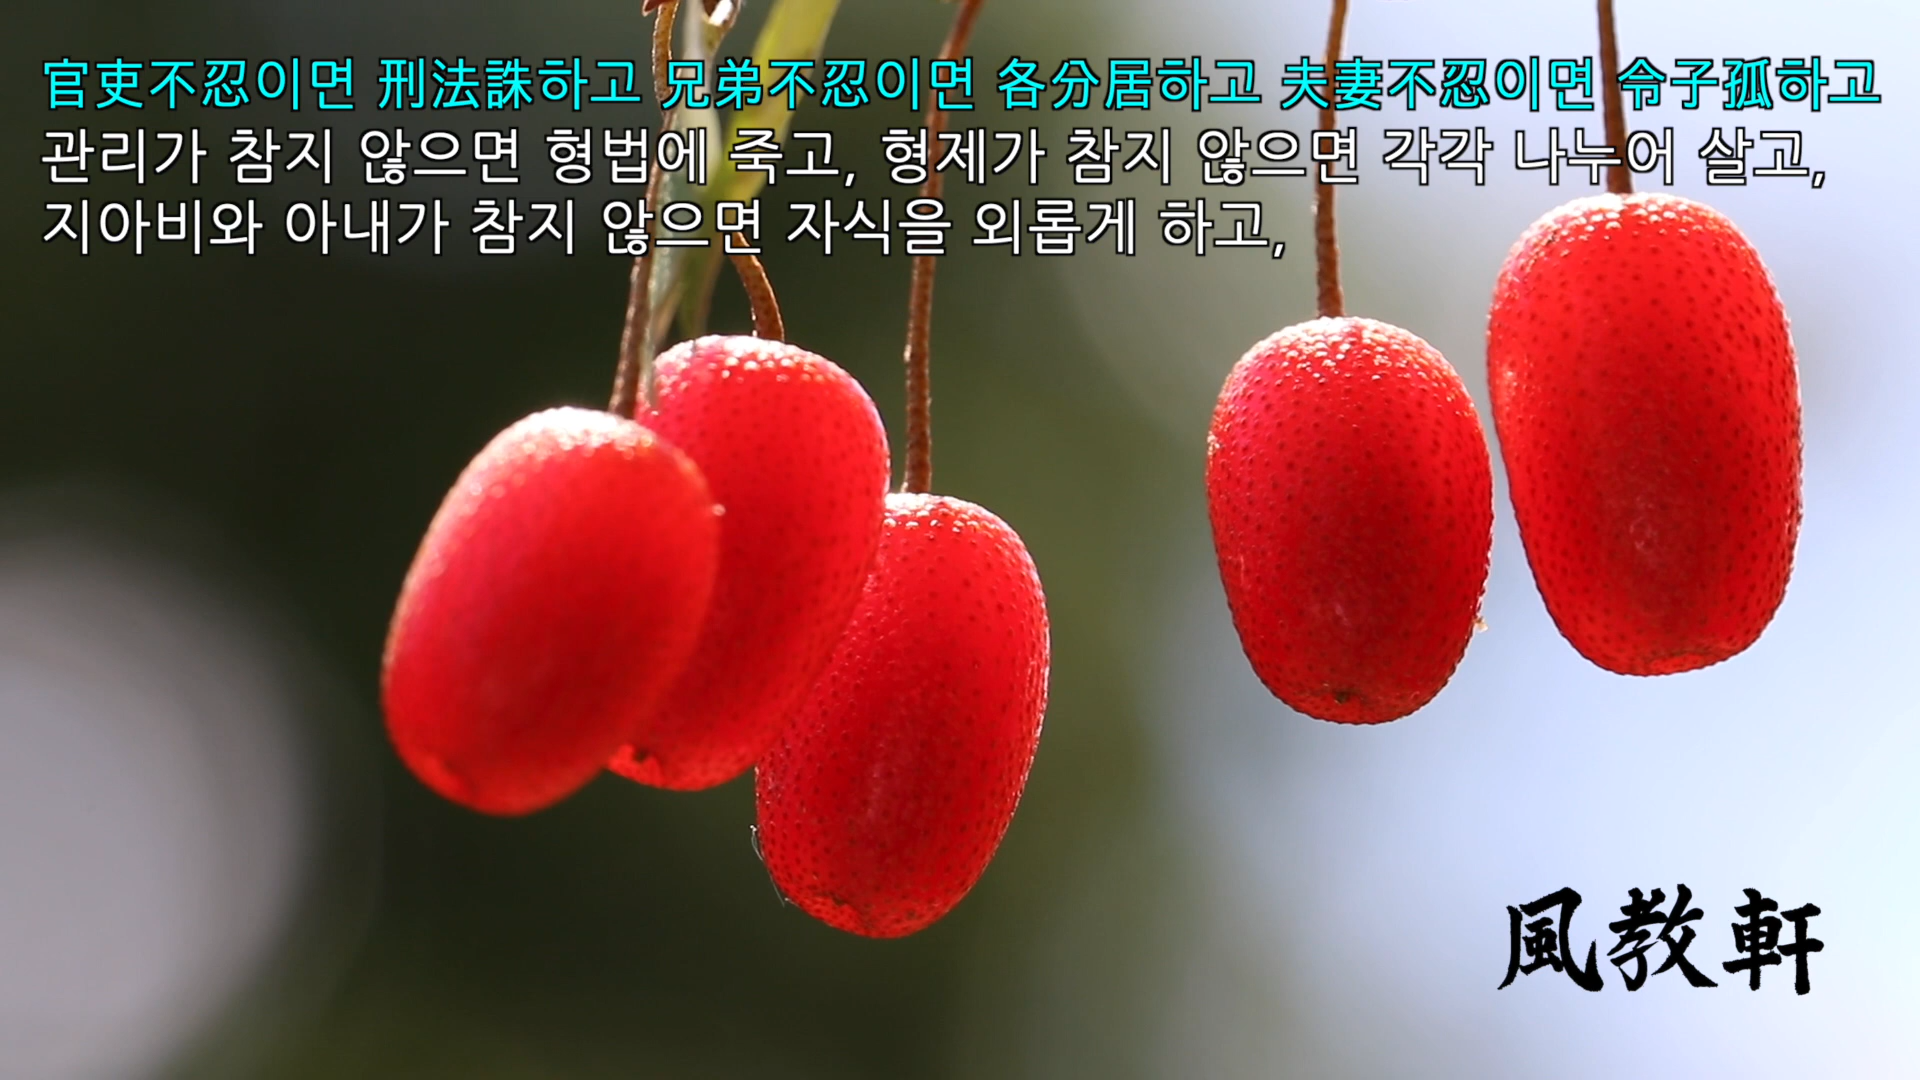 官吏不忍이면 刑法誅하고 兄弟不忍이면 各分居하고 夫妻不忍이면 令子孤하고
관리가 참지 않으면 형법에 죽고, 형제가 참지 않으면 각각 나누어 살고,
지아비와 아내가 참지 않으면 자식을 외롭게 하고,
風教軒